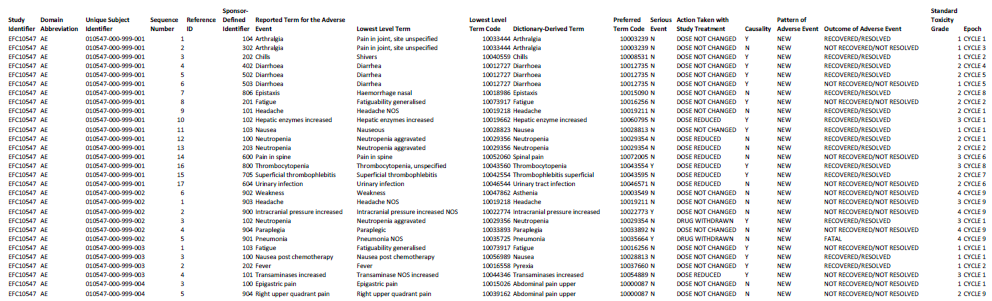 Sponsor- Standard
Study Domain Unique Subject Sequence Reference Defined Reported Term for the Adverse Lowest Level Preferred Serious Action Taken with Pattern of Toxicity
Identifier Abbreviation Identifier Number ID Identifier Event Lowest Level Term Term Code Dictionary-Derived Term Term Code Event Study Treatment Causality Adverse Event Outcome of Adverse Event Grade Epoch
EFC10547 AE 010547-000-999-001 1 104 Arthralgia Pain in joint, site unspecified 10033444 Arthralgia 10003239 N DOSE NOT CHANGED Y NEW RECOVERED/RESOLVED 1 CYCLE 1
EFC10547 AE 010547-000-999-001 2 302 Arthralgia Pain in joint, site unspecified 10033444 Arthralgia 10003239 N DOSE NOT CHANGED N NEW NOT RECOVERED/NOT RESOLVED 1 CYCLE 3
EFC10547 AE 010547-000-999-001 3 202 Chills Shivers 10040559 Chills 10008531 N DOSE NOT CHANGED Y NEW RECOVERED/RESOLVED 1 CYCLE 2
EFC10547 AE 010547-000-999-001 4 402 Diarrhoea Diarrhea 10012727 Diarrhoea 10012735 N DOSE NOT CHANGED Y NEW RECOVERED/RESOLVED 2 CYCLE 4
EFC10547 AE 010547-000-999-001 5 502 Diarrhoea Diarrhea 10012727 Diarrhoea 10012735 N DOSE NOT CHANGED Y NEW RECOVERED/RESOLVED 2 CYCLE 5
EFC10547 AE 010547-000-999-001 6 503 Diarrhoea Diarrhea 10012727 Diarrhoea 10012735 N DOSE NOT CHANGED Y NEW NOT RECOVERED/NOT RESOLVED 1 CYCLE 5
EFC10547 AE 010547-000-999-001 7 806 Epistaxis Haemorrhage nasal 10018986 Epistaxis 10015090 N DOSE NOT CHANGED Y NEW RECOVERED/RESOLVED 2 CYCLE 8
EFC10547 AE 010547-000-999-001 8 201 Fatigue Fatiguability generalised 10073917 Fatigue 10016256 N DOSE NOT CHANGED Y NEW NOT RECOVERED/NOT RESOLVED 2 CYCLE 2
EFC10547 AE 010547-000-999-001 9 101 Headache Headache NOS 10019218 Headache 10019211 N DOSE NOT CHANGED N NEW RECOVERED/RESOLVED 1 CYCLE 1
EFC10547 AE 010547-000-999-001 10 102 Hepatic enzymes increased Hepatic enzymes increased 10019662 Hepatic enzyme increased 10060795 N DOSE REDUCED Y NEW NOT RECOVERED/NOT RESOLVED 3 CYCLE 1
EFC10547 AE 010547-000-999-001 11 103 Nausea Nauseous 10028823 Nausea 10028813 N DOSE NOT CHANGED Y NEW RECOVERED/RESOLVED 2 CYCLE 1
EFC10547 AE 010547-000-999-001 12 100 Neutropenia Neutropenia aggravated 10029356 Neutropenia 10029354 N DOSE REDUCED Y NEW RECOVERED/RESOLVED
EFC10547 AE 010547-000-999-001 13 203 Neutropenia Neutropenia aggravated 10029356 Neutropenia 10029354 N DOSE REDUCED N NEW RECOVERED/RESOLVED
EFC10547 AE 010547-000-999-001 14 600 Pain in spine Pain in spine 10052060 Spinal pain 10072005 N DOSE REDUCED N NEW NOT RECOVERED/NOT RESOLVED 3 CYCLE 6
EFC10547 AE 010547-000-999-001 16 800 Thrombocytopenia Thrombocytopenia, unspecified 10043560 Thrombocytopenia 10043554 Y DOSE REDUCED Y NEW RECOVERED/RESOLVED 3 CYCLE 8
EFC10547 AE 010547-000-999-001 15 705 Superficial thrombophlebitis Superficial thrombophlebitis 10042554 Thrombophlebitis superficial 10043595 N DOSE REDUCED N NEW RECOVERED/RESOLVED 2 CYCLE 7
EFC10547 AE 010547-000-999-001 17 604 Urinary infection Urinary infection 10046544 Urinary tract infection 10046571 N DOSE REDUCED N NEW NOT RECOVERED/NOT RESOLVED 2 CYCLE 6
EFC10547 AE 010547-000-999-002 6 902 Weakness Weakness 10047862 Asthenia 10003549 N DOSE NOT CHANGED N NEW NOT RECOVERED/NOT RESOLVED 4 CYCLE 9
EFC10547 AE 010547-000-999-002 1 903 Headache Headache NOS 10019218 Headache 10019211 N DOSE NOT CHANGED N NEW NOT RECOVERED/NOT RESOLVED 3 CYCLE 9
EFC10547 AE 010547-000-999-002 2 900 Intracranial pressure increased Intracranial pressure increased NOS 10022774 Intracranial pressure increased 10022773 Y DOSE NOT CHANGED N NEW NOT RECOVERED/NOT RESOLVED 4 CYCLE 9
EFC10547 AE 010547-000-999-002 3 102 Neutropenia Neutropenia aggravated 10029356 Neutropenia 10029354 N DRUG WITHDRAWN Y NEW RECOVERED/RESOLVED 3 CYCLE 1
EFC10547 AE 010547-000-999-002 4 904 Paraplegia Paraplegic 10033893 Paraplegia 10033892 N DOSE NOT CHANGED N NEW NOT RECOVERED/NOT RESOLVED 4 CYCLE 9
EFC10547 AE 010547-000-999-002 5 901 Pneumonia Pneumonia NOS 10035725 Pneumonia 10035664 Y DRUG WITHDRAWN N NEW FATAL CYCLE 9
EFC10547 AE 010547-000-999-003 1 103 Fatigue Fatiguability generalised 10073917 Fatigue 10016256 N DOSE NOT CHANGED Y NEW NOT RECOVERED/NOT RESOLVED 1 CYCLE 1
EFC10547 AE 010547-000-999-003 3 100 Nausea post chemotherapy Nausea post chemotherapy 10056989 Nausea 10028813 N DOSE NOT CHANGED Y NEW RECOVERED/RESOLVED 2 CYCLE 1
EFC10547 AE 010547-000-999-003 2 202 Fever Fever 10016558 Pyrexia 10037660 N DOSE NOT CHANGED N NEW RECOVERED/RESOLVED 1 CYCLE 2
EFC10547 AE 010547-000-999-003 4 101 Transaminases increased Transaminase NOS increased 10044346 Transaminases increased 10054889 N DOSE REDUCED Y NEW NOT RECOVERED/NOT RESOLVED 3 CYCLE 1
EFC10547 AE 010547-000-999-004 3 100 Epigastric pain Epigastric pain 10015026 Abdominal pain upper 10000087 N DOSE NOT CHANGED N NEW NOT RECOVERED/NOT RESOLVED 1 CYCLE 1
EFC10547 AE 010547-000-999-004 5 904 Right upper quadrant pain Right upper quadrant pain 10039162 Abdominal pain upper 10000087 N DOSE NOT CHANGED N NEW NOT RECOVERED/NOT RESOLVED 2 CYCLE 9